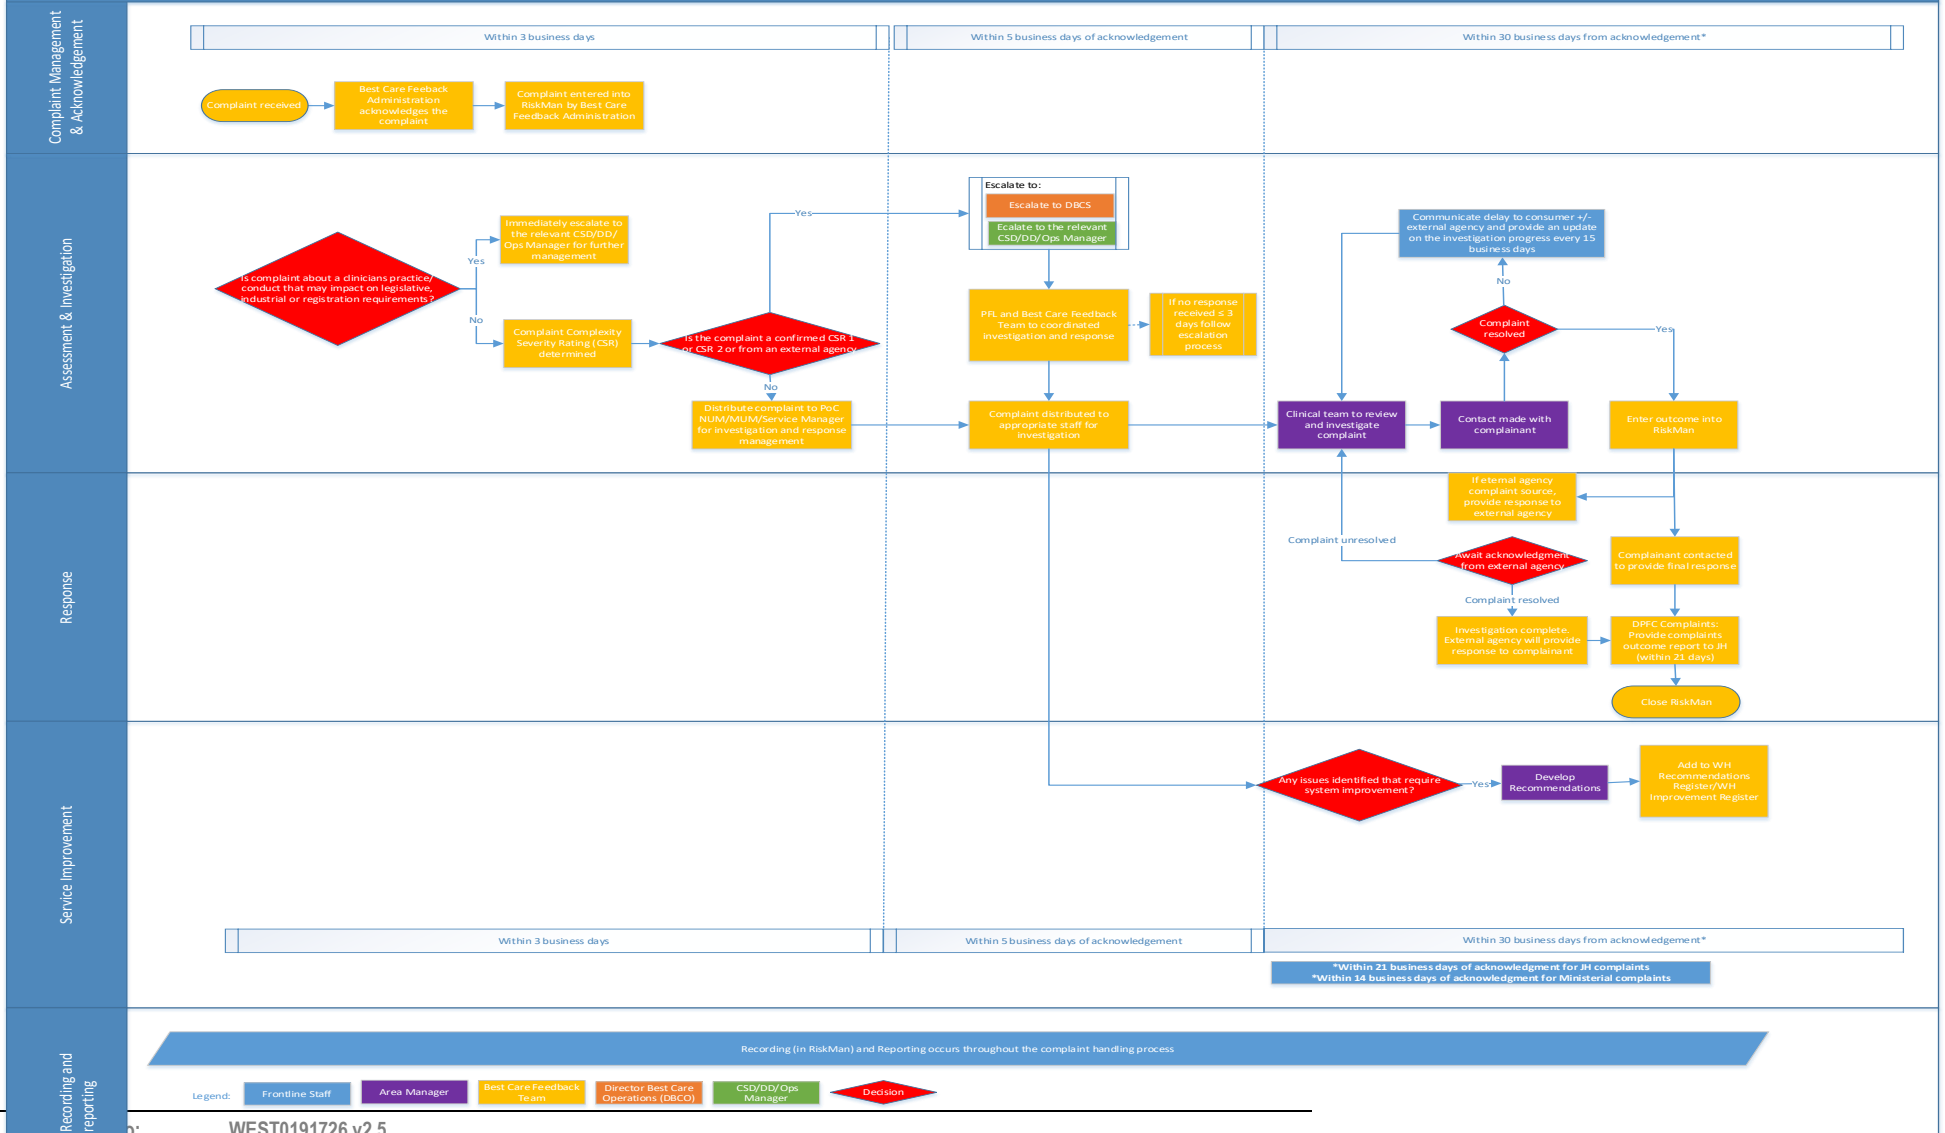 Complaint Management
& Acknowledgement
Within 3 business days
Within 5 business days of acknowledgement
Within 30 business days from acknowledgement*
Complaint received
Best Care Feeback
Administration
acknowledges the
complaint
Complaint entered into
RiskMan by Best Care
Feedback Administration
Assessment & Investigation
Is complaint about a clinicians practice/
conduct that may impact on legislative,
industrial or registration requirements?
Yes
Immediately escalate to
the relevant CSD/DD/
Ops Manager for further
management
No
Complaint Complexity
Severity Rating (CSR)
determined
Is the complaint a confirmed CSR 1
or CSR 2 or from an external agency
Yes
No
Distribute complaint to PoC
NUM/MUM/Service Manager
for investigation and response
management
Escalate to:
Escalate to DBCS
Ecalate to the relevant
CSD/DD/Ops Manager
PFL and Best Care Feedback
Team to coordinated
investigation and response
If no response
received ≤ 3
days follow
escalation
process
Complaint distributed to
appropriate staff for
investigation
Communicate delay to consumer +/-
external agency and provide an update
on the investigation progress every 15
business days
No
Complaint
resolved
Yes
Clinical team to review
and investigate
complaint
Contact made with
complainant
Enter outcome into
RiskMan
Response
If eternal agency
complaint source,
provide response to
external agency
Complaint unresolved
Await acknowledgment
from external agency
Complainant contacted
to provide final response
Complaint resolved
Investigation complete.
External agency will provide
response to complainant
DPFC Complaints:
Provide complaints
outcome report to JH
(within 21 days)
Close RiskMan
Service Improvement
Any issues identified that require
system improvement?
Yes
Develop
Recommendations
Add to WH
Recommendations
Register/WH
Improvement Register
Within 3 business days
Within 5 business days of acknowledgement
Within 30 business days from acknowledgement*
*Within 21 business days of acknowledgment for JH complaints
*Within 14 business days of acknowledgment for Ministerial complaints
Recording and
reporting
Recording (in RiskMan) and Reporting occurs throughout the complaint handling process
Legend:
Frontline Staff
Area Manager
Best Care Feedback
Team
Director Best Care
Operations (DBCO)
CSD/DD/Ops
Manager
Decision
WEST0191726 v2.5